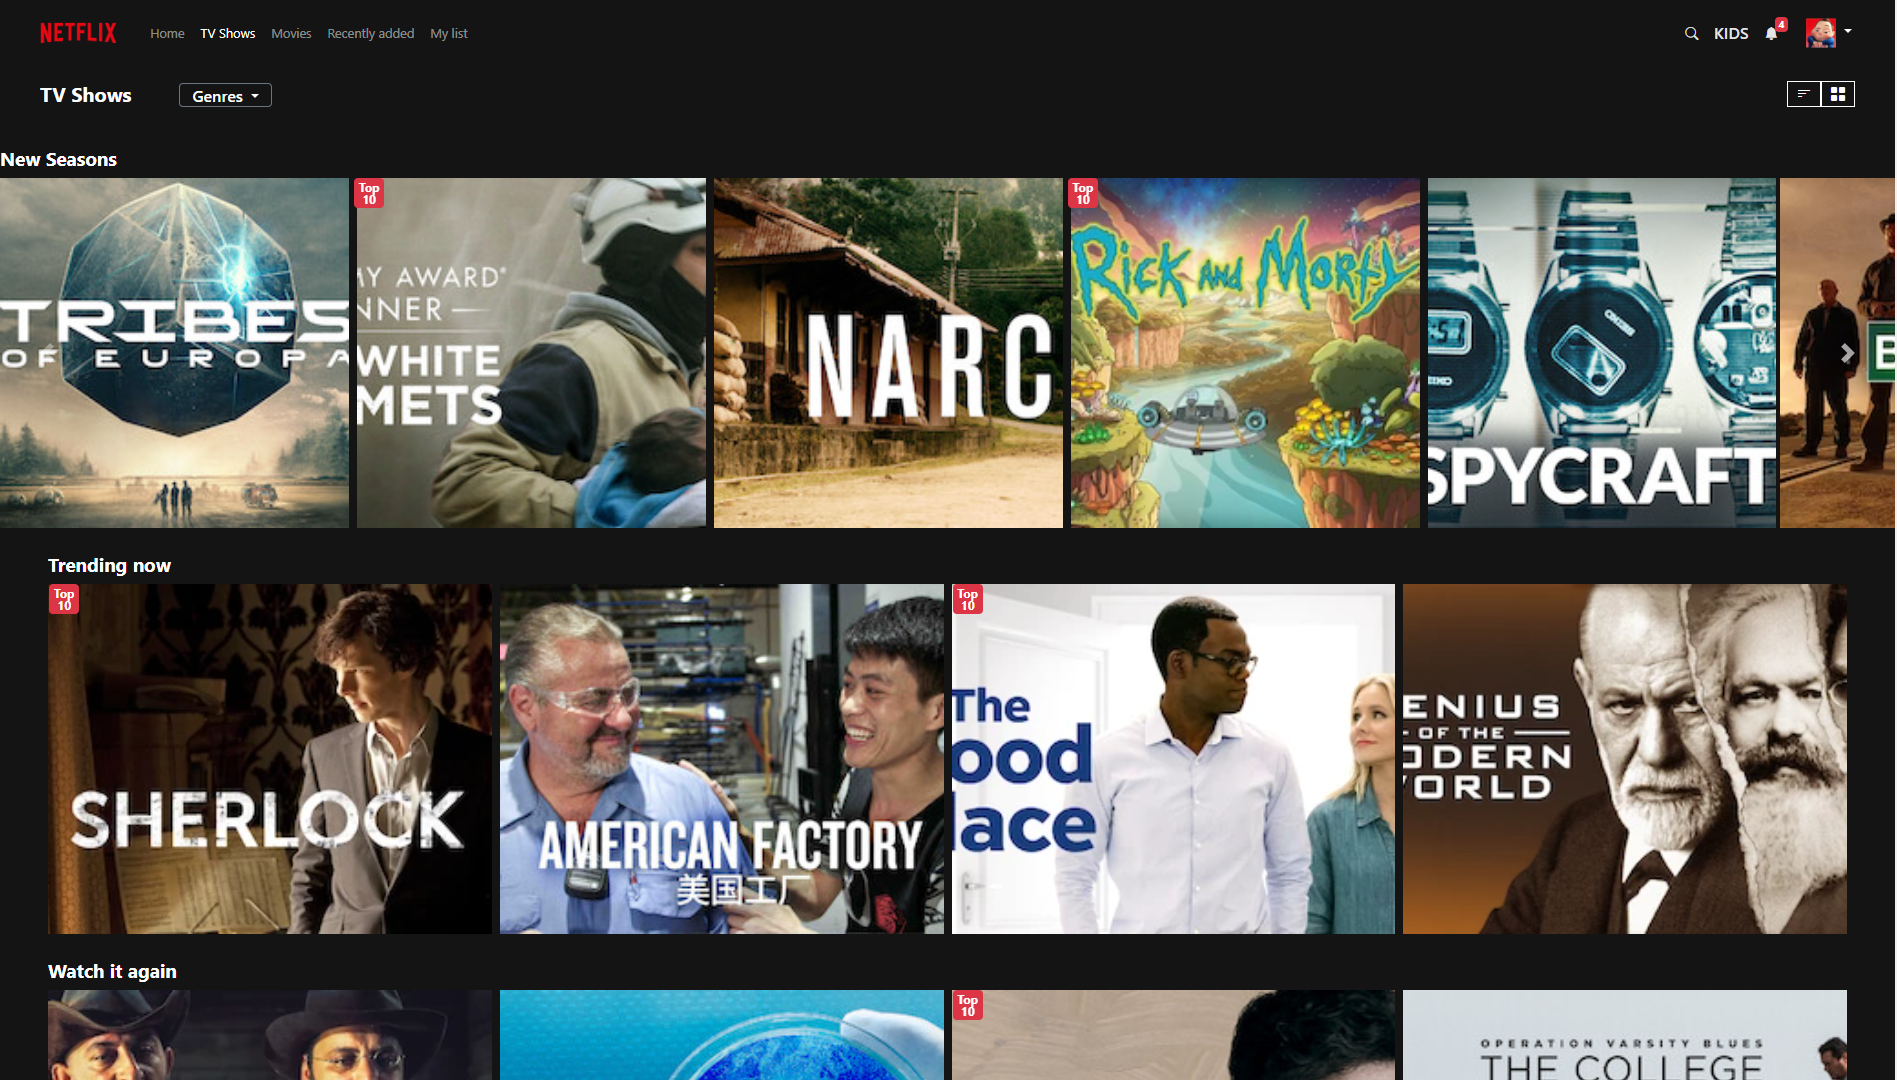 NETFLIX
Home
TV Shows
Movies
Recently added
My list
KIDS
4
TV Shows
Genres
New Seasons
TRIBES
OF EUROPA
Top
10
MY AWARD
NNER
WHITE
METS
NARC
Top
10
RICK AND MORTY
SEIKO
SPYCRAFT
B
Trending now
Top
10
SHERLOCK
AMERICAN FACTORY
美国工厂
Top
10
The
ood
lace
ENIUS
OF THE
ODERN
WORLD
Watch it again
Top
10
OPERATION VARSITY BLUES
THE COLLEGE